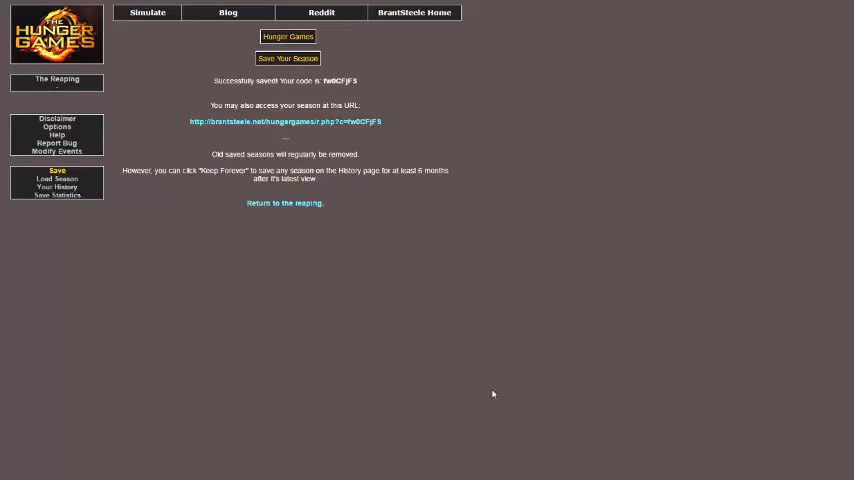 THE
HUNGER
GAMES
Simulate
Blog
Reddit
BrantSteele Home
Hunger Games
Save Your Season
The Reaping
-
Successfully saved! Your code is: fw0CFjFS
You may also access your season at this URL:
http://brantsteele.net/hungergames/r.php?c=fw0CFjFS
—
Old saved seasons will regularly be removed.
However, you can click "Keep Forever" to save any season on the History page for at least 6 months
after it's latest view.
Return to the reaping.
Disclaimer
Options
Help
Report Bug
Modify Events
Save
Load Season
Your History
Save Statistics